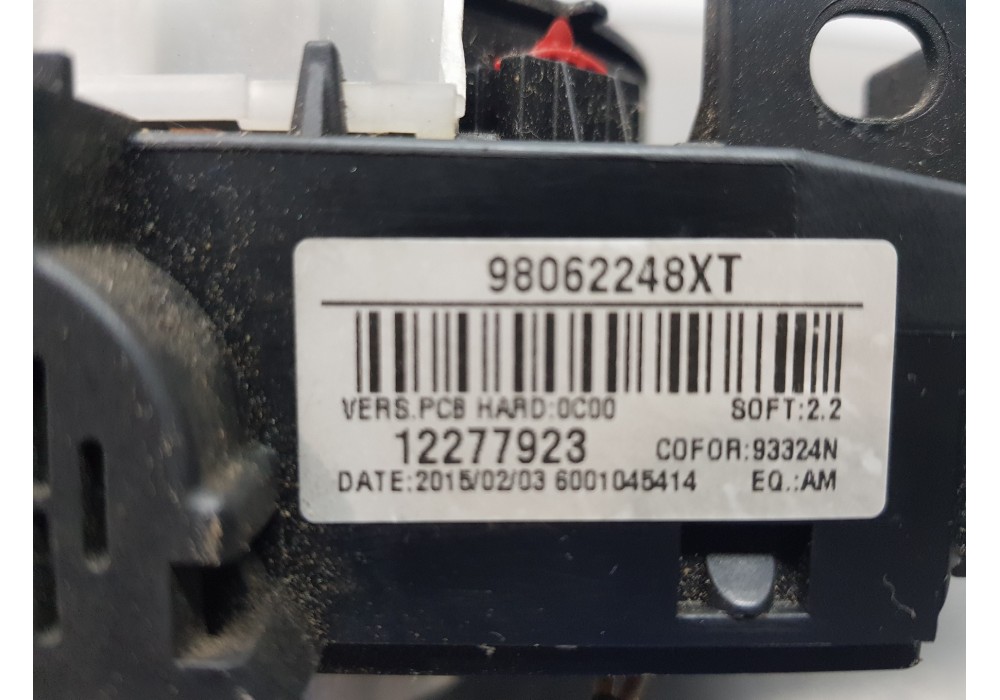 98062248XT
VERS.PCB HARD:0C00 SOFT:2.2
12277923 COFOR:93324N
DATE:2015/02/03 6001045414 EQ.:AM